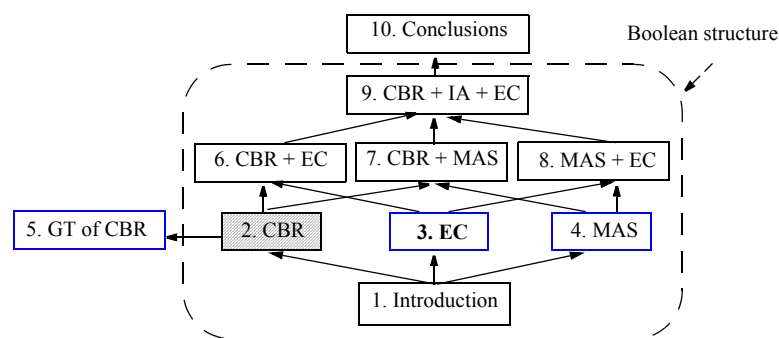 10. Conclusions
Boolean structure
9. CBR + IA + EC
6. CBR + EC
7. CBR + MAS
8. MAS + EC
5. GT of CBR
2. CBR
3. EC
4. MAS
1. Introduction